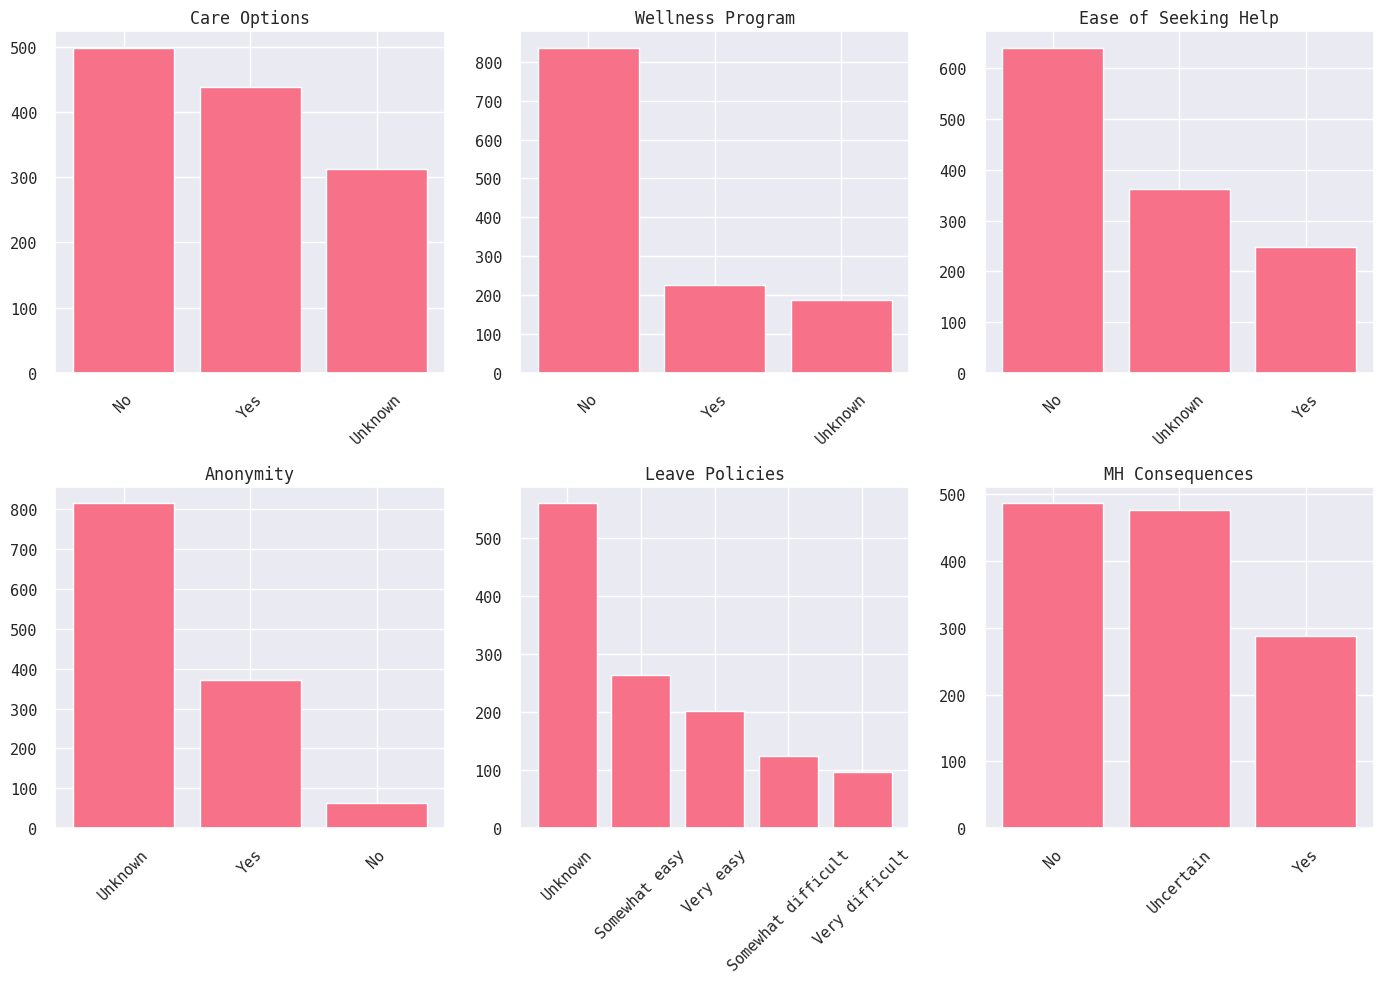 Care Options
500
400
300
200
100
0
No
Yes
Unknown
Wellness Program
800
700
600
500
400
300
200
100
0
No
Yes
Unknown
Ease of Seeking Help
600
500
400
300
200
100
0
No
Unknown
Yes
Anonymity
800
700
600
500
400
300
200
100
0
Unknown
Yes
No
Leave Policies
500
400
300
200
100
0
Unknown
Somewhat easy
Very easy
Somewhat difficult
Very difficult
MH Consequences
500
400
300
200
100
0
No
Uncertain
Yes